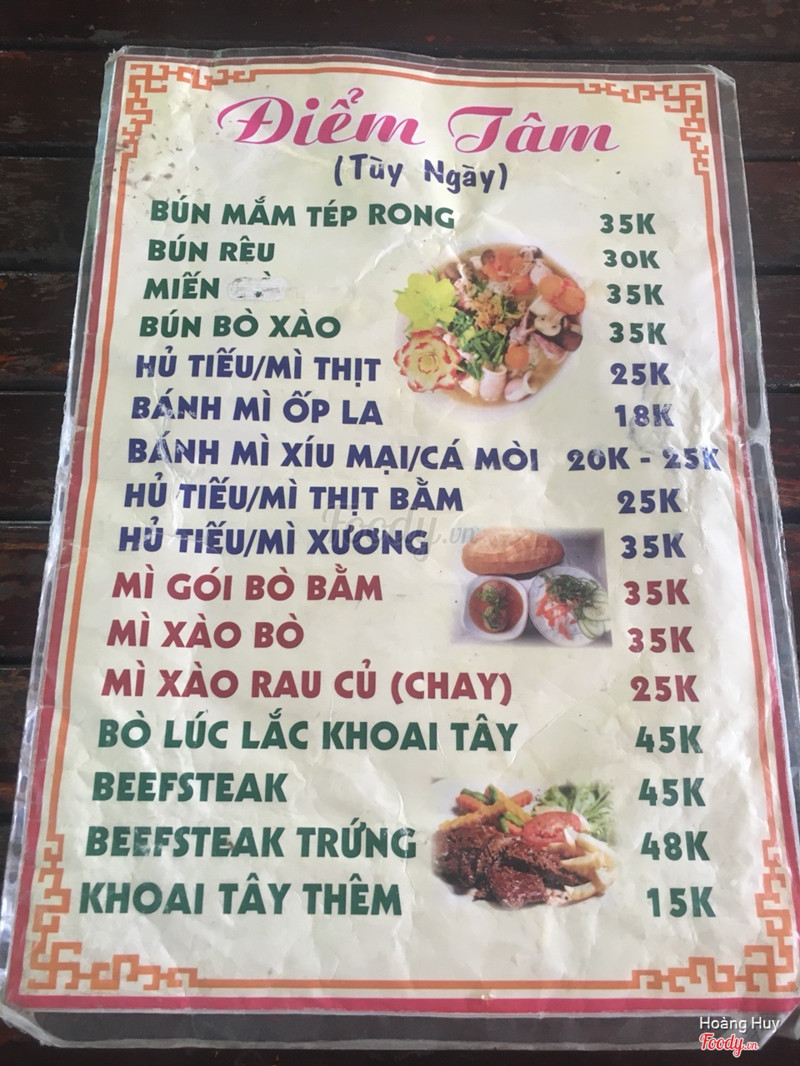 Điểm Tâm
(Tùy Ngày)
BÚN MẮM TÉP RONG 35K
BÚN RÊU 30K
MIẾN 35K
BÚN BÒ XÀO 35K
HỦ TIẾU/MÌ THỊT 25K
BÁNH MÌ ỐP LA 18K
BÁNH MÌ XÍU MẠI/CÁ MÒI 20K - 25K
HỦ TIẾU/MÌ THỊT BẰM 25K
Foody.vn
HỦ TIẾU/MÌ XƯƠNG 35K
MÌ GÓI BÒ BẰM 35K
MÌ XÀO BÒ 35K
MÌ XÀO RAU CỦ (CHAY) 25K
BÒ LÚC LẮC KHOAI TÂY 45K
BEEFSTEAK 45K
BEEFSTEAK TRỨNG 48K
KHOAI TÂY THÊM 15K
Hoàng Huy
Foody.vn